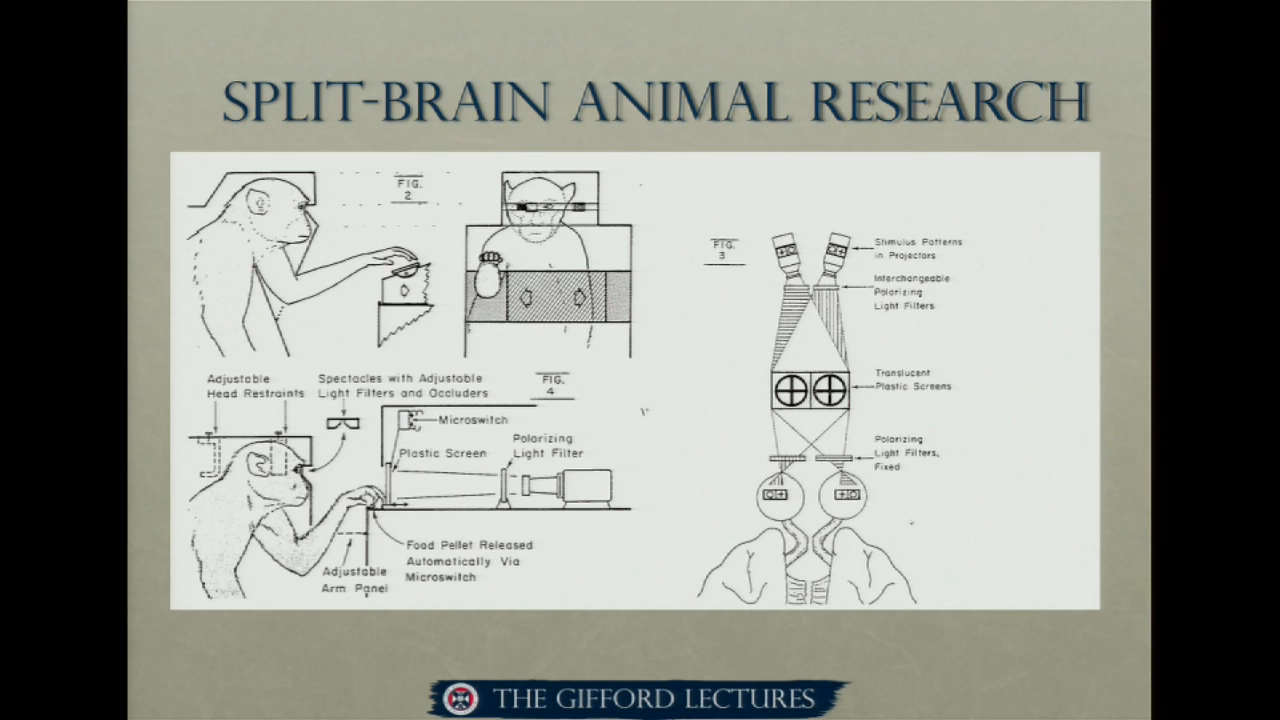 SPLIT-BRAIN ANIMAL RESEARCH
FIG.
2
FIG.
3
Stimulus Patterns
in Projectors
Interchangeable
Polarizing
Light Filters
Translucent
Plastic Screens
Polarizing
Light Filters,
Fixed
Adjustable
Head Restraints
Spectacles with Adjustable
Light Filters and Occluders
FIG.
4
Microswitch
Plastic Screen
Polarizing
Light Filter
Food Pellet Released
Automatically Via
Microswitch
Adjustable
Arm Panel
THE GIFFORD LECTURES